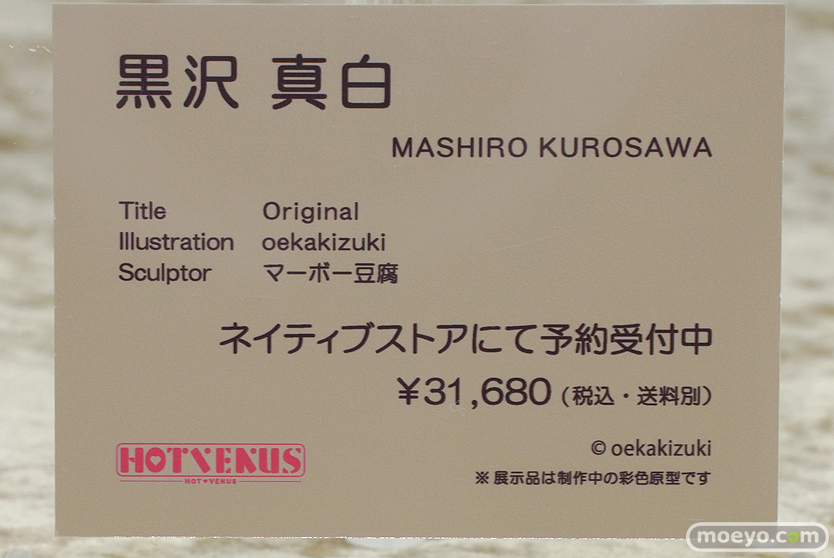 黒沢 真白
MASHIRO KUROSAWA
Title Original
Illustration oekakizuki
Sculptor マーボー豆腐
ネイティブストアにて予約受付中
¥31,680（税込・送料別）
HOTVENUS
HOT♥VENUS
© oekakizuki
※展示品は制作中の彩色原型です
moeyo.com